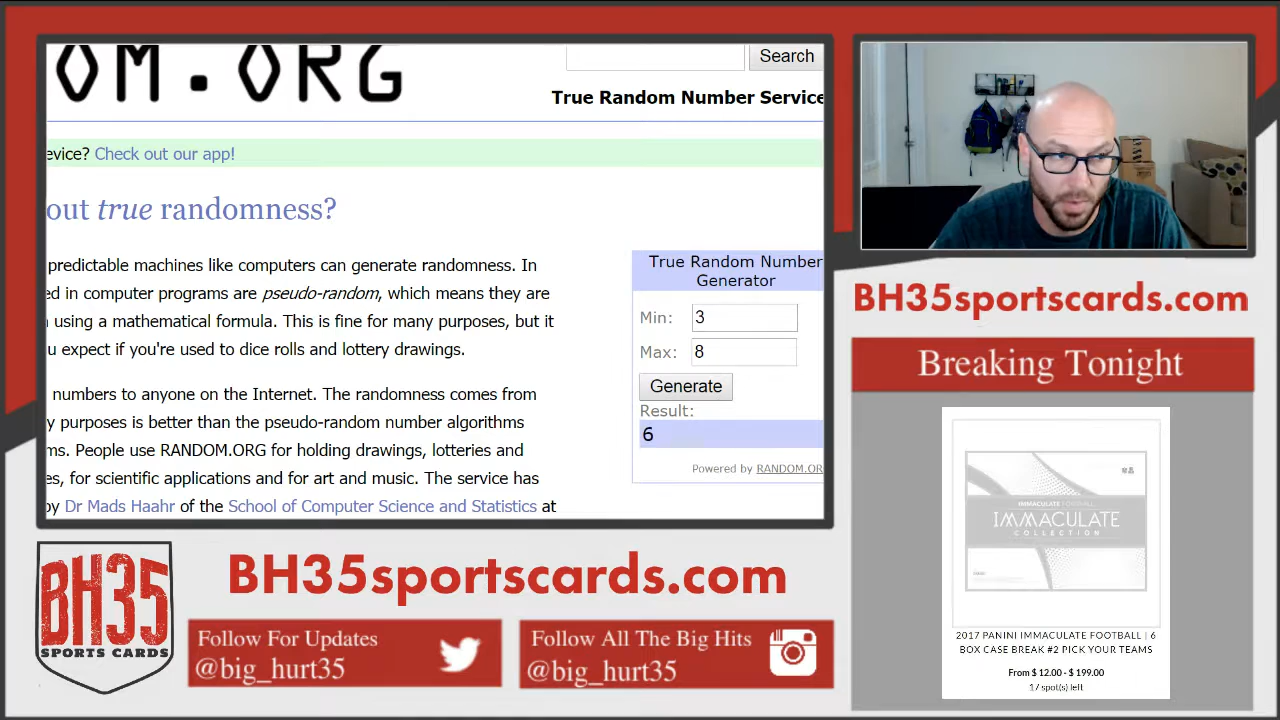 OM.ORG
Search
True Random Number Service
evice? Check out our app!
out true randomness?
predictable machines like computers can generate randomness. In
ed in computer programs are pseudo-random, which means they are
using a mathematical formula. This is fine for many purposes, but it
u expect if you're used to dice rolls and lottery drawings.
numbers to anyone on the Internet. The randomness comes from
y purposes is better than the pseudo-random number algorithms
ms. People use RANDOM.ORG for holding drawings, lotteries and
es, for scientific applications and for art and music. The service has
by Dr Mads Haahr of the School of Computer Science and Statistics at
True Random Number
Generator
Min: 3
Max: 8
Generate
Result:
6
Powered by RANDOM.OR
BH35sportscards.com
Breaking Tonight
IMMACULATE FOOTBALL
IMMACULATE
COLLECTION
2017 PANINI IMMACULATE FOOTBALL | 6
BOX CASE BREAK #2 PICK YOUR TEAMS
From $ 12.00 - $ 199.00
17 spot(s) left
BH35
SPORTS CARDS
BH35sportscards.com
Follow For Updates
@big_hurt35
Follow All The Big Hits
@big_hurt35